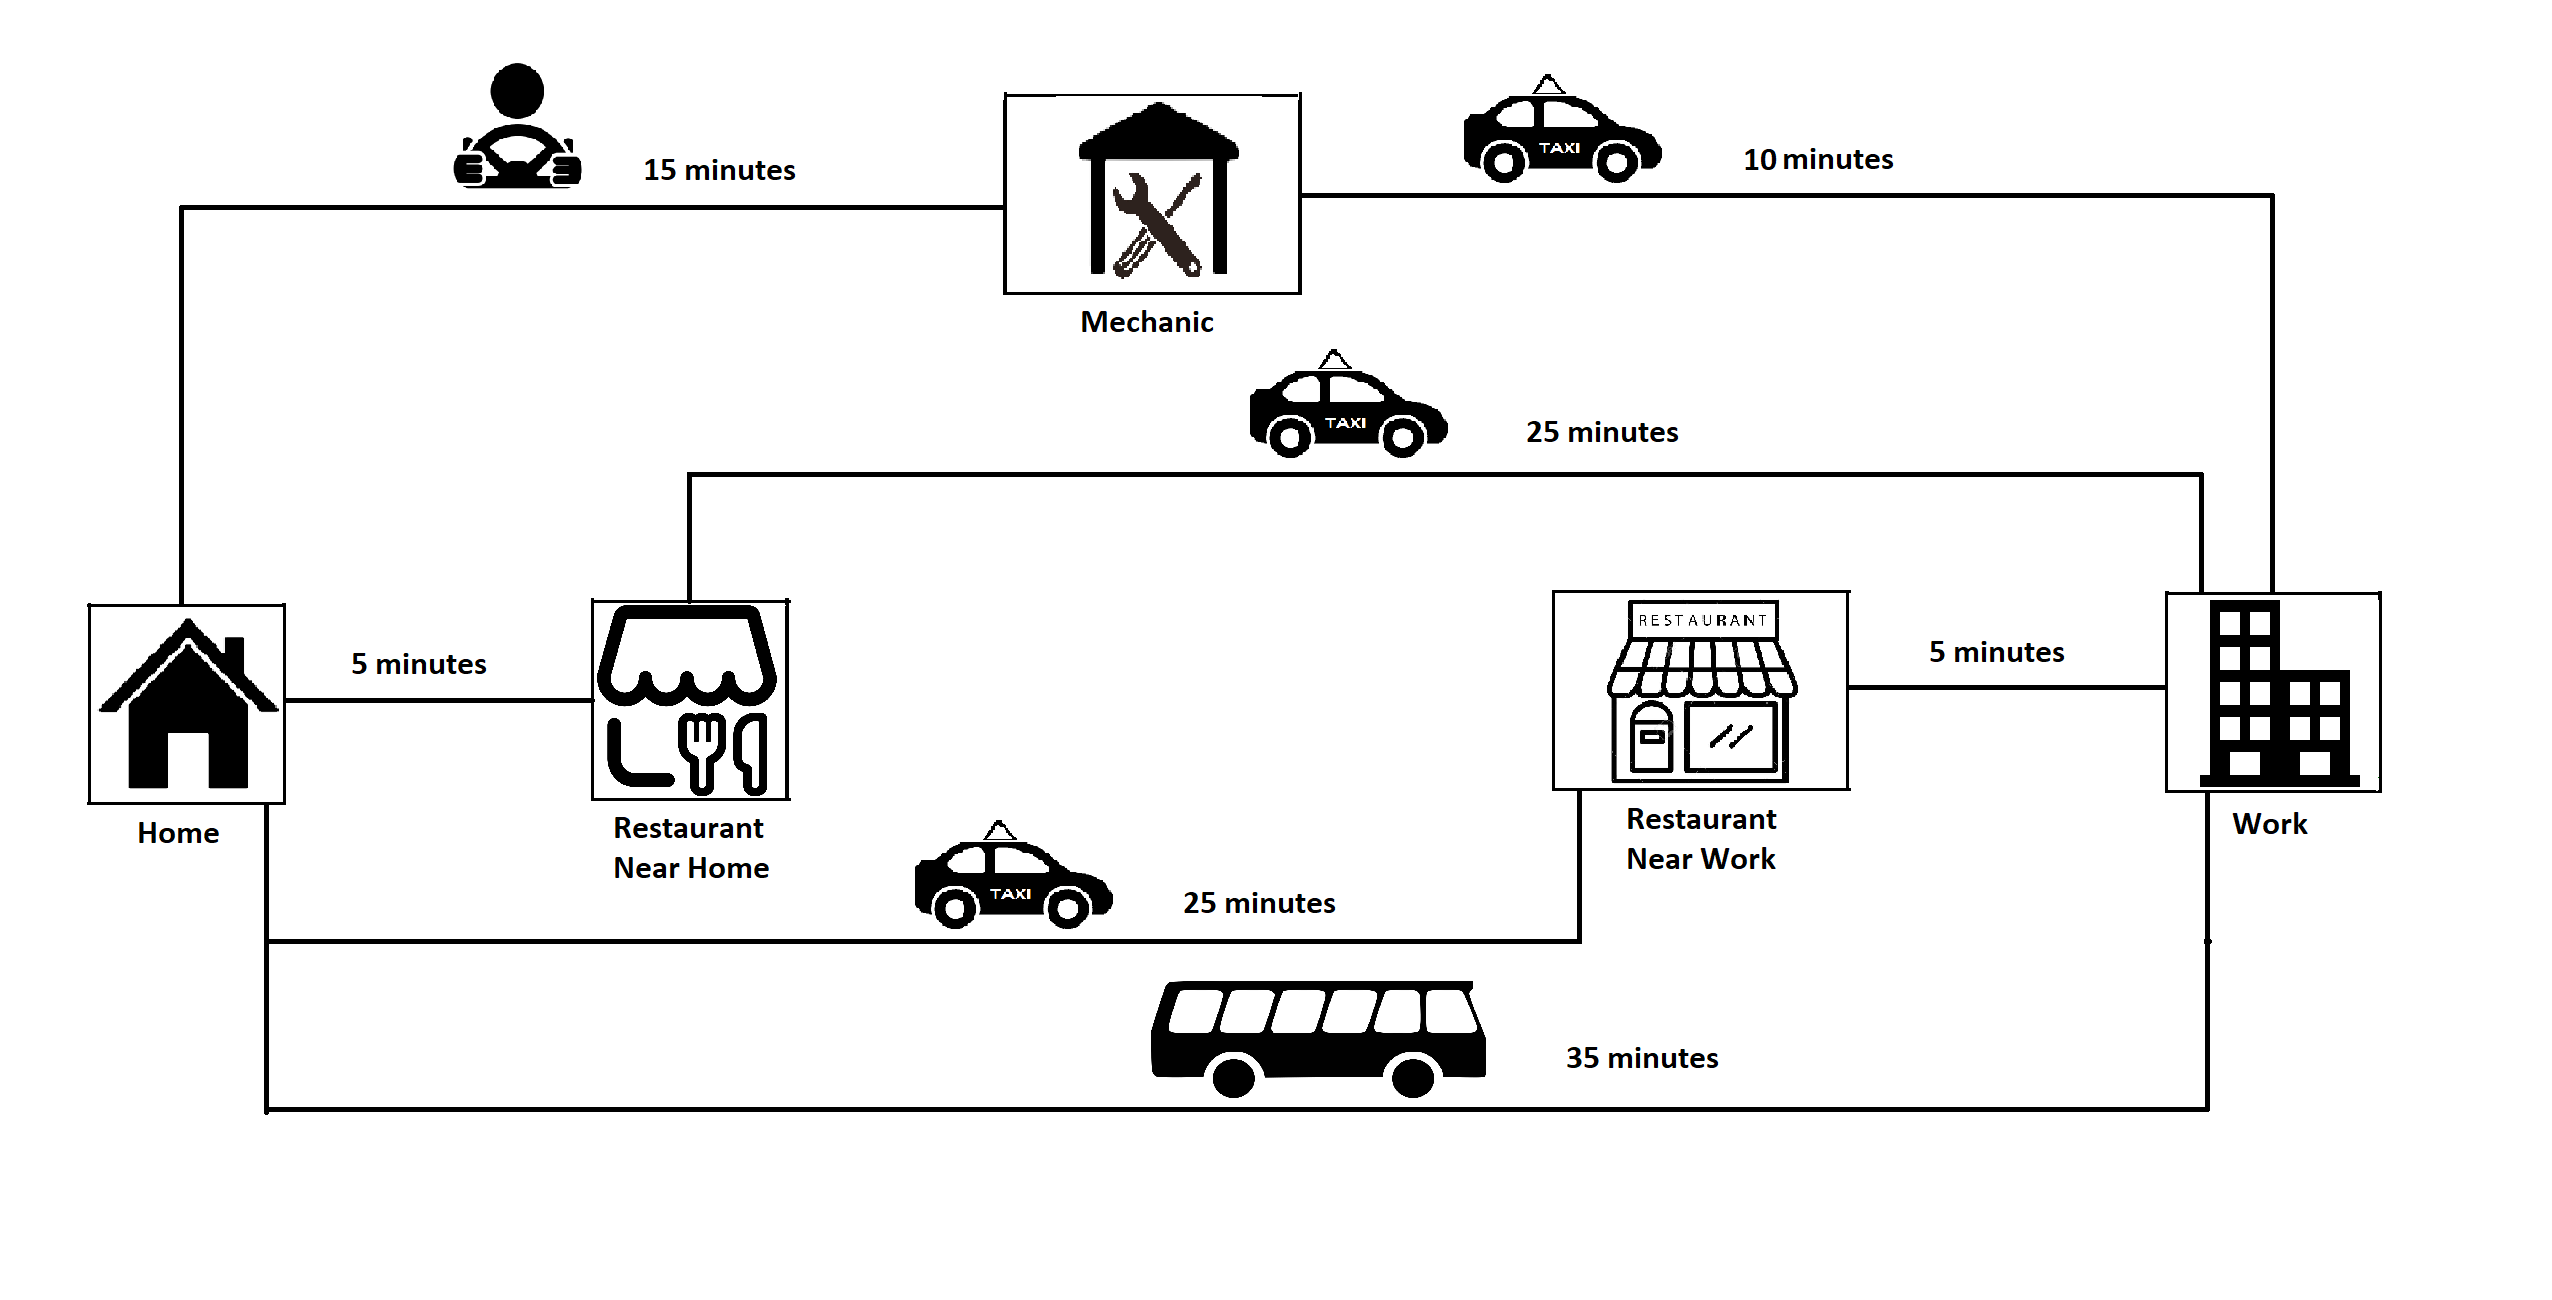 15 minutes
TAXI
10 minutes
Mechanic
TAXI
25 minutes
5 minutes
RESTAURANT
5 minutes
Home
Restaurant
Near Home
Restaurant
Near Work
Work
TAXI
25 minutes
35 minutes